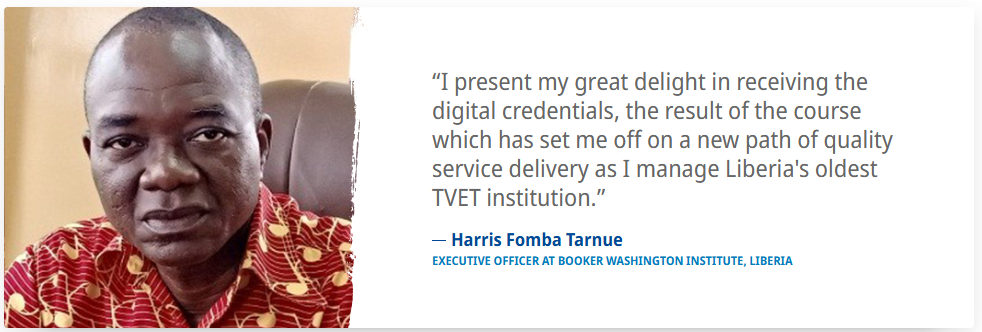 “I present my great delight in receiving the
digital credentials, the result of the course
which has set me off on a new path of quality
service delivery as I manage Liberia's oldest
TVET institution.”
— Harris Fomba Tarnue
EXECUTIVE OFFICER AT BOOKER WASHINGTON INSTITUTE, LIBERIA